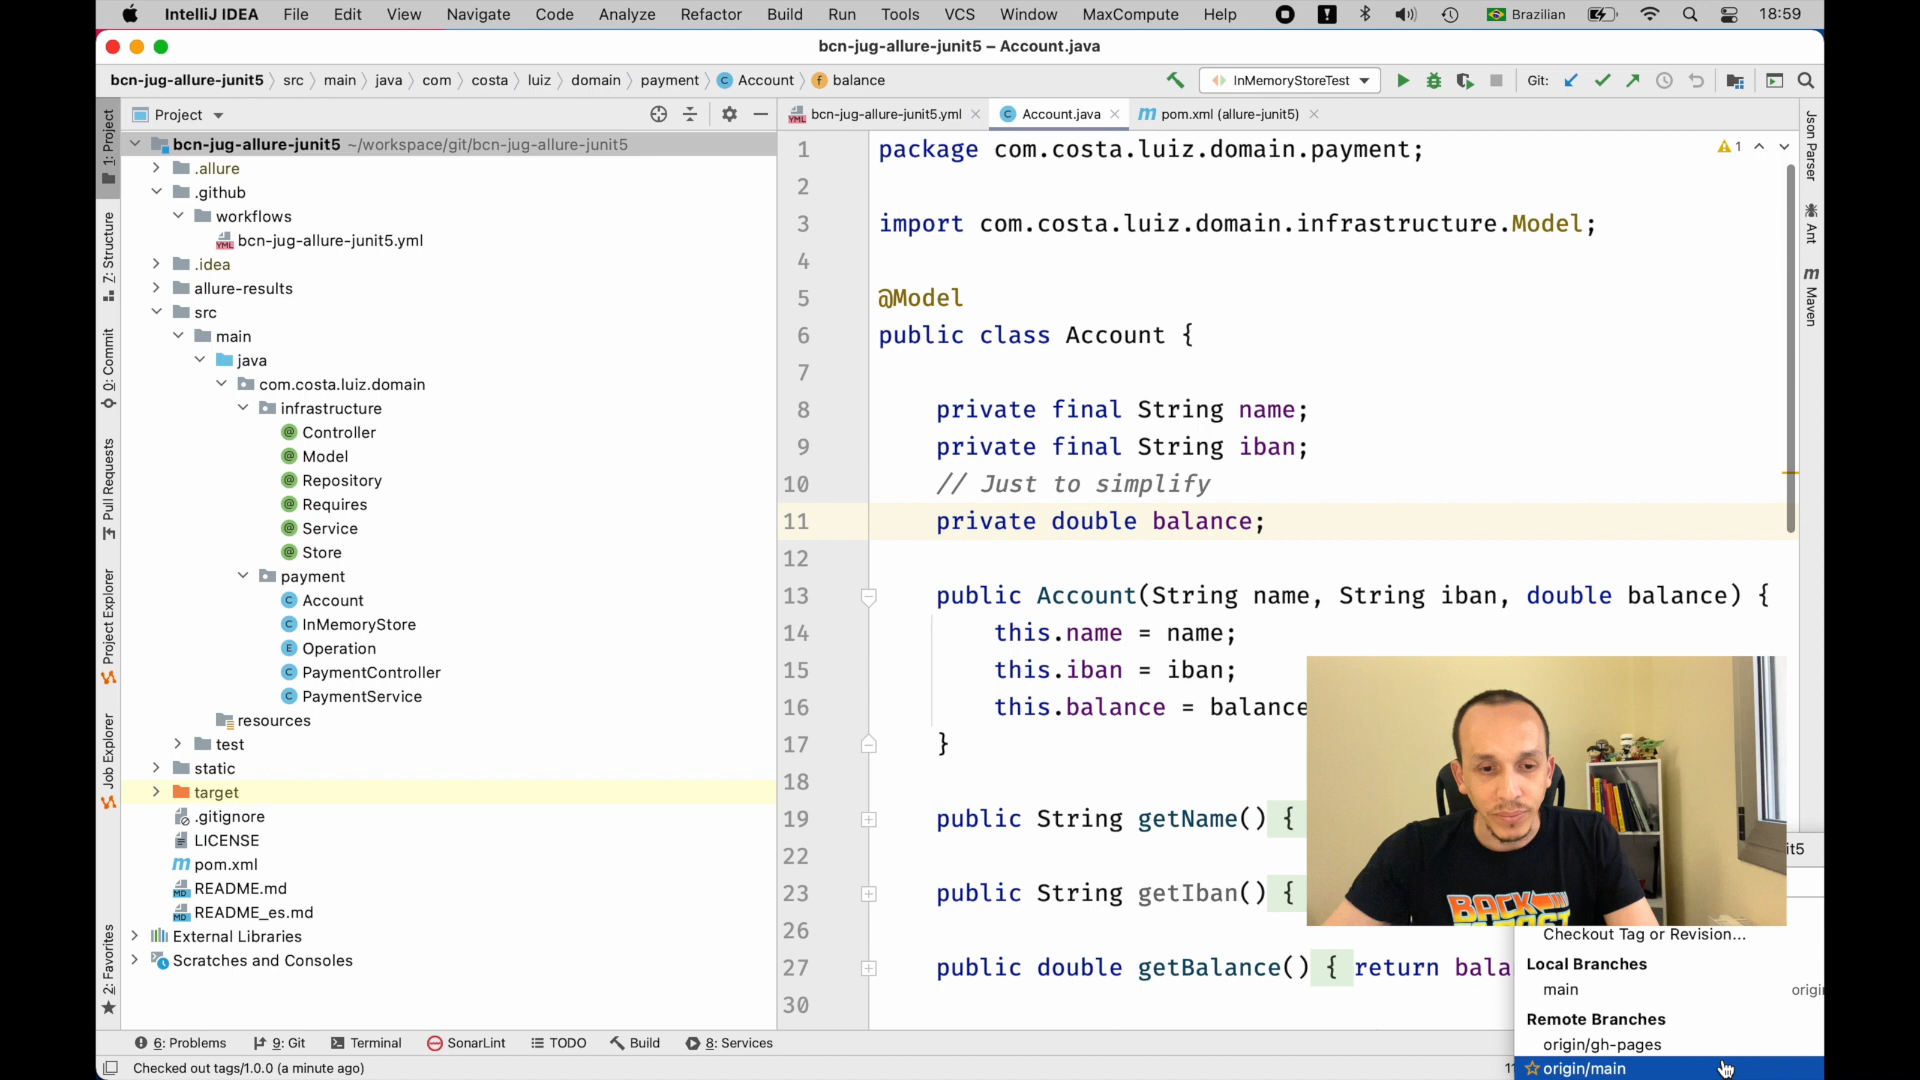 IntelliJ IDEA File Edit View Navigate Code Analyze Refactor Build Run Tools VCS Window MaxCompute Help Brazilian 18:59
bcn-jug-allure-junit5 – Account.java
bcn-jug-allure-junit5 src main java com costa luiz domain payment Account balance InMemoryStoreTest Git:
Project
bcn-jug-allure-junit5.yml Account.java pom.xml (allure-junit5)
bcn-jug-allure-junit5 ~/workspace/git/bcn-jug-allure-junit5
.allure
.github
workflows
bcn-jug-allure-junit5.yml
.idea
allure-results
src
main
java
com.costa.luiz.domain
infrastructure
Controller
Model
Repository
Requires
Service
Store
payment
Account
InMemoryStore
Operation
PaymentController
PaymentService
resources
test
static
target
.gitignore
LICENSE
pom.xml
README.md
README_es.md
External Libraries
Scratches and Consoles
1: Project
Z: Structure
0: Commit
Pull Requests
Project Explorer
Job Explorer
2: Favorites
1 package com.costa.luiz.domain.payment;
2
3 import com.costa.luiz.domain.infrastructure.Model;
4
5 @Model
6 public class Account {
7
8 private final String name;
9 private final String iban;
10 // Just to simplify
11 private double balance;
12
13 public Account(String name, String iban, double balance) {
14 this.name = name;
15 this.iban = iban;
16 this.balance = balance
17 }
18
19 public String getName() {
22
23 public String getIban() {
26
27 public double getBalance() { return bala
30
1
Json Parser
Ant
Maven
BACK
it5
Checkout Tag or Revision...
Local Branches
main origi
Remote Branches
origin/gh-pages
origin/main
6: Problems 9: Git Terminal SonarLint TODO Build 8: Services
Checked out tags/1.0.0 (a minute ago)